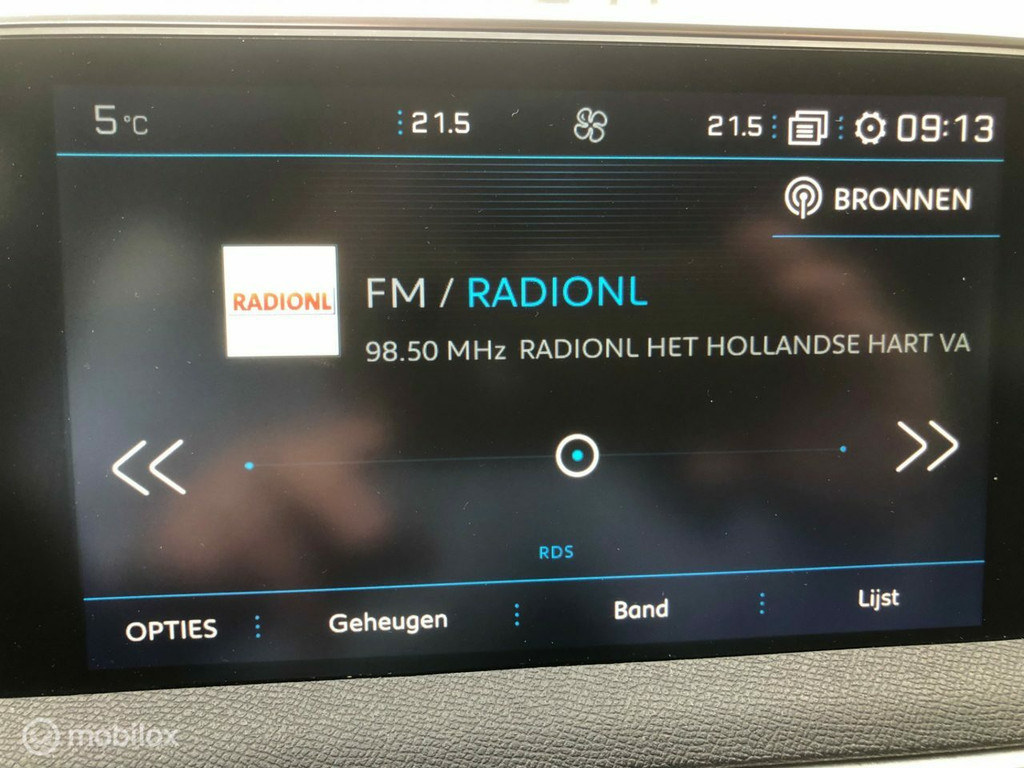 5°C 21.5 21.5 09:13
BRONNEN
RADIONL
FM / RADIONL
98.50 MHz RADIONL HET HOLLANDSE HART VA
RDS
OPTIES Geheugen Band Lijst
mobilox